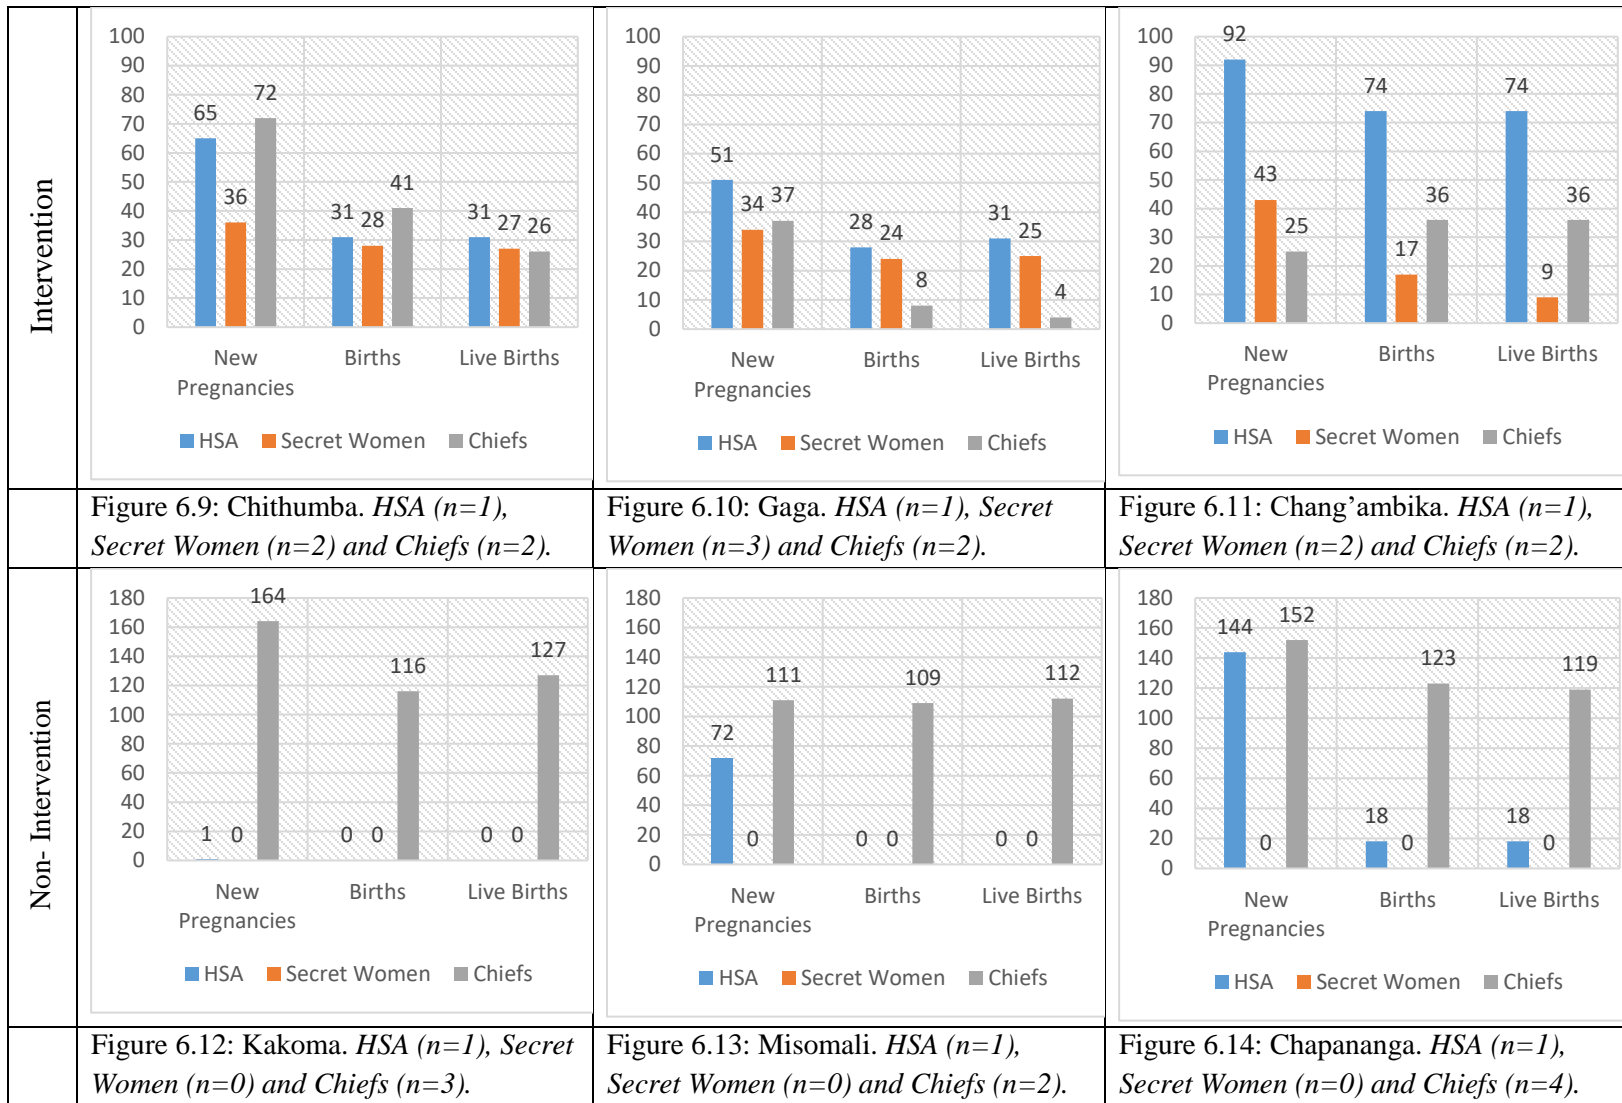 Intervention
100
90
80
70
60
50
40
30
20
10
0
65
36
72
31
28
41
31
27
26
New
Pregnancies
Births
Live Births
HSA
Secret Women
Chiefs
100
90
80
70
60
50
40
30
20
10
0
51
34
37
28
24
8
31
25
4
New
Pregnancies
Births
Live Births
HSA
Secret Women
Chiefs
100
90
80
70
60
50
40
30
20
10
0
92
43
25
74
17
36
74
9
36
New
Pregnancies
Births
Live Births
HSA
Secret Women
Chiefs
Figure 6.9: Chithumba. HSA (n=1),
Secret Women (n=2) and Chiefs (n=2).
Figure 6.10: Gaga. HSA (n=1), Secret
Women (n=3) and Chiefs (n=2).
Figure 6.11: Chang’ambika. HSA (n=1),
Secret Women (n=2) and Chiefs (n=2).
Non- Intervention
180
160
140
120
100
80
60
40
20
0
1
0
164
0
0
116
0
0
127
New
Pregnancies
Births
Live Births
HSA
Secret Women
Chiefs
180
160
140
120
100
80
60
40
20
0
72
0
111
0
0
109
0
0
112
New
Pregnancies
Births
Live Births
HSA
Secret Women
Chiefs
180
160
140
120
100
80
60
40
20
0
144
0
152
18
0
123
18
0
119
New
Pregnancies
Births
Live Births
HSA
Secret Women
Chiefs
Figure 6.12: Kakoma. HSA (n=1), Secret
Women (n=0) and Chiefs (n=3).
Figure 6.13: Misomali. HSA (n=1),
Secret Women (n=0) and Chiefs (n=2).
Figure 6.14: Chapananga. HSA (n=1),
Secret Women (n=0) and Chiefs (n=4).